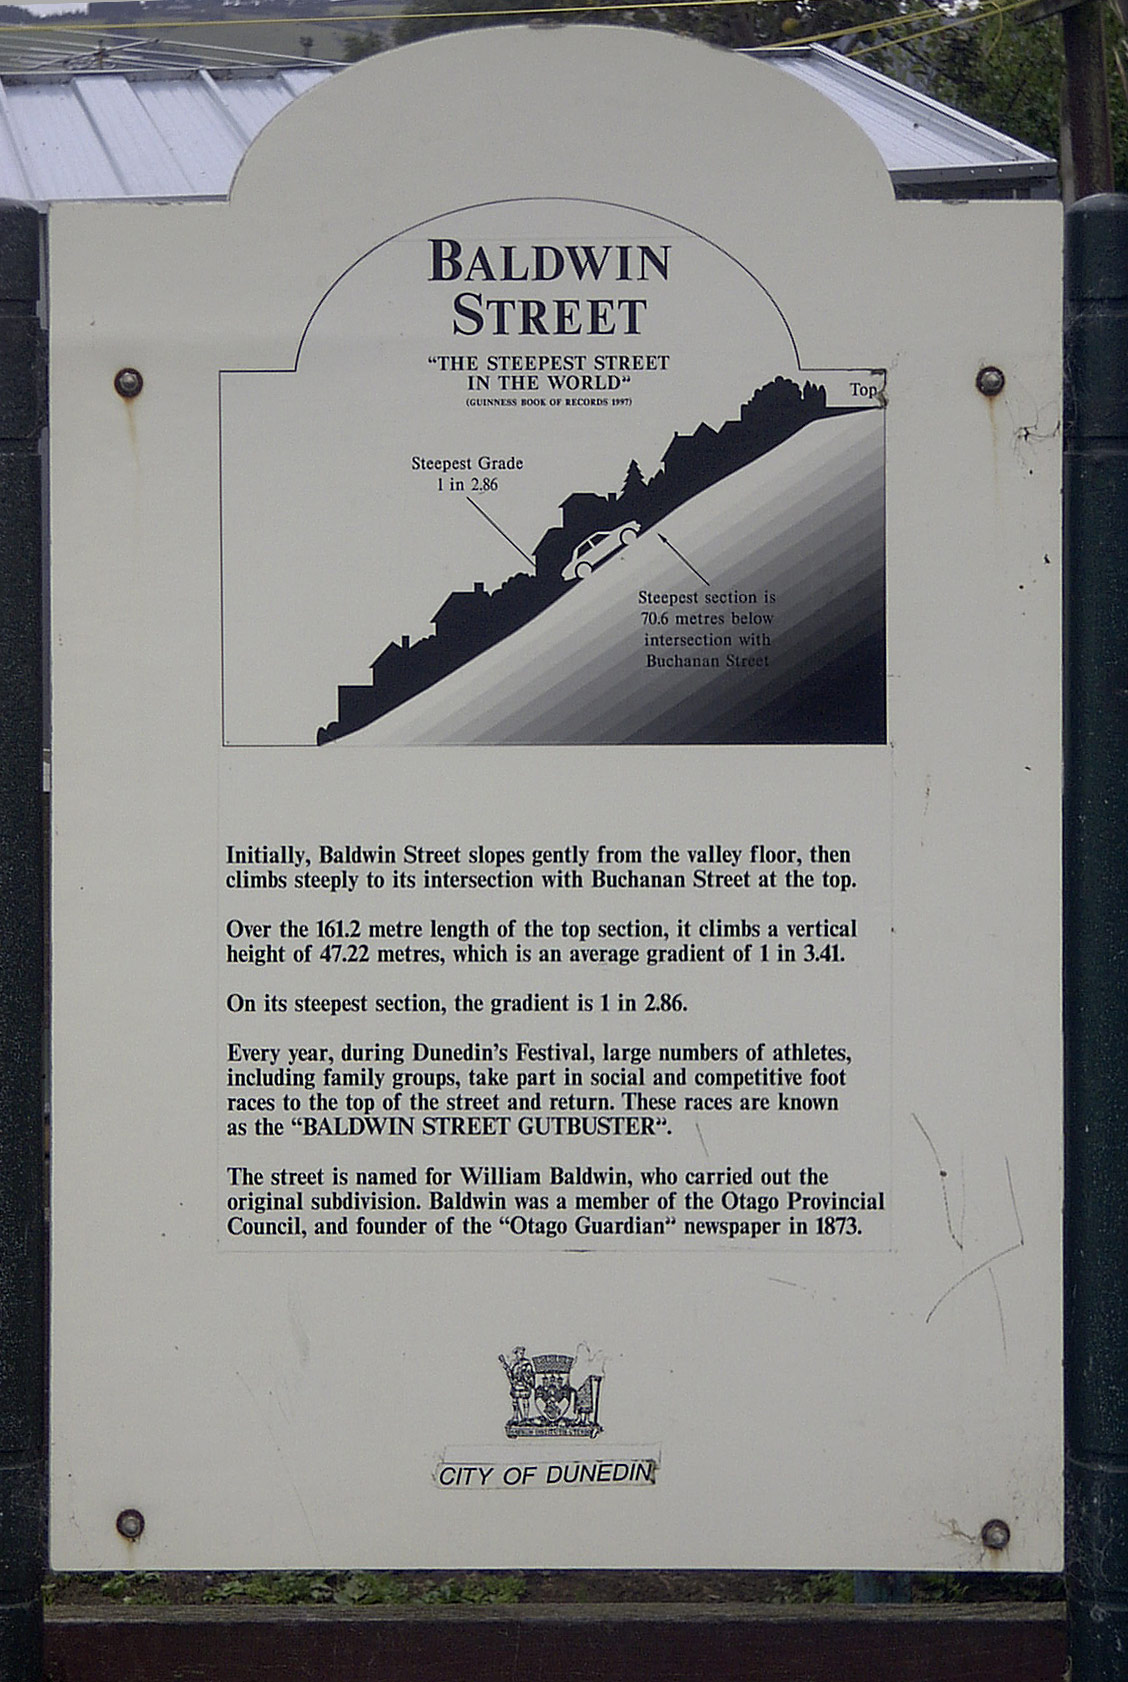 BALDWIN
STREET
“THE STEEPEST STREET
IN THE WORLD”
(GUINNESS BOOK OF RECORDS 1997)
Top
Steepest Grade
1 in 2.86
Steepest section is
70.6 metres below
intersection with
Buchanan Street
Initially, Baldwin Street slopes gently from the valley floor, then
climbs steeply to its intersection with Buchanan Street at the top.
Over the 161.2 metre length of the top section, it climbs a vertical
height of 47.22 metres, which is an average gradient of 1 in 3.41.
On its steepest section, the gradient is 1 in 2.86.
Every year, during Dunedin’s Festival, large numbers of athletes,
including family groups, take part in social and competitive foot
races to the top of the street and return. These races are known
as the “BALDWIN STREET GUTBUSTER”.
The street is named for William Baldwin, who carried out the
original subdivision. Baldwin was a member of the Otago Provincial
Council, and founder of the “Otago Guardian” newspaper in 1873.
CITY OF DUNEDIN